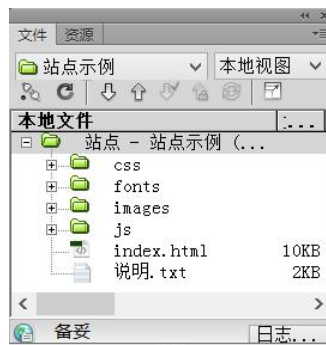 文件 资源
站点示例 本地视图
本地文件 :...
站点 - 站点示例 (...
css
fonts
images
js
index.html 10KB
说明.txt 2KB
备妥 日志...